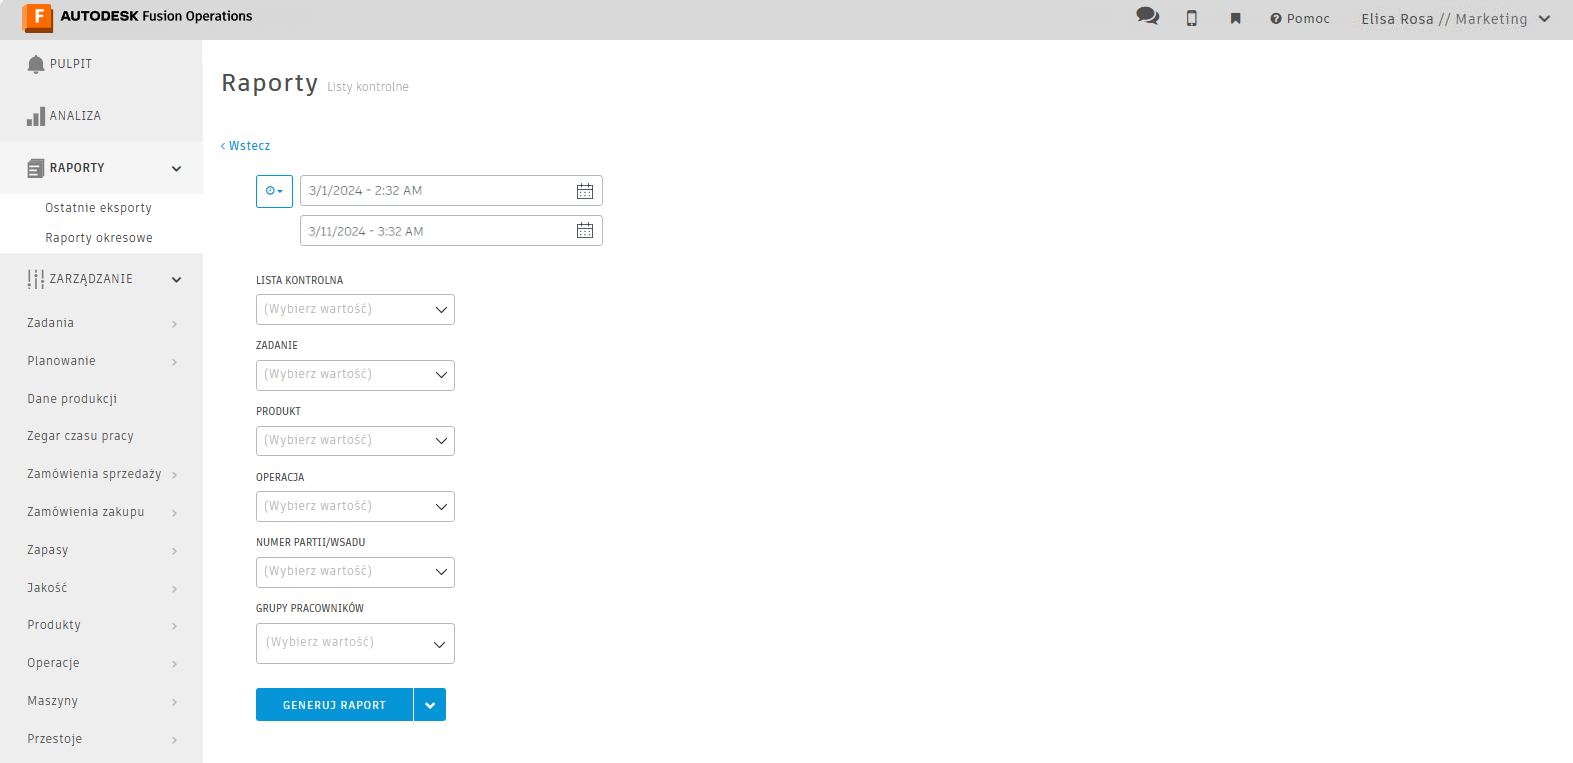 F AUTODESK Fusion Operations
Pomoc
Elisa Rosa // Marketing
PULPIT
ANALIZA
RAPORTY
Ostatnie eksporty
Raporty okresowe
ZARZĄDZANIE
Zadania
Planowanie
Dane produkcji
Zegar czasu pracy
Zamówienia sprzedaży
Zamówienia zakupu
Zapasy
Jakość
Produkty
Operacje
Maszyny
Przestoje
Raporty Listy kontrolne
‹ Wstecz
3/1/2024 - 2:32 AM
3/11/2024 - 3:32 AM
LISTA KONTROLNA
(Wybierz wartość)
ZADANIE
(Wybierz wartość)
PRODUKT
(Wybierz wartość)
OPERACJA
(Wybierz wartość)
NUMER PARTII/WSADU
(Wybierz wartość)
GRUPY PRACOWNIKÓW
(Wybierz wartość)
GENERUJ RAPORT